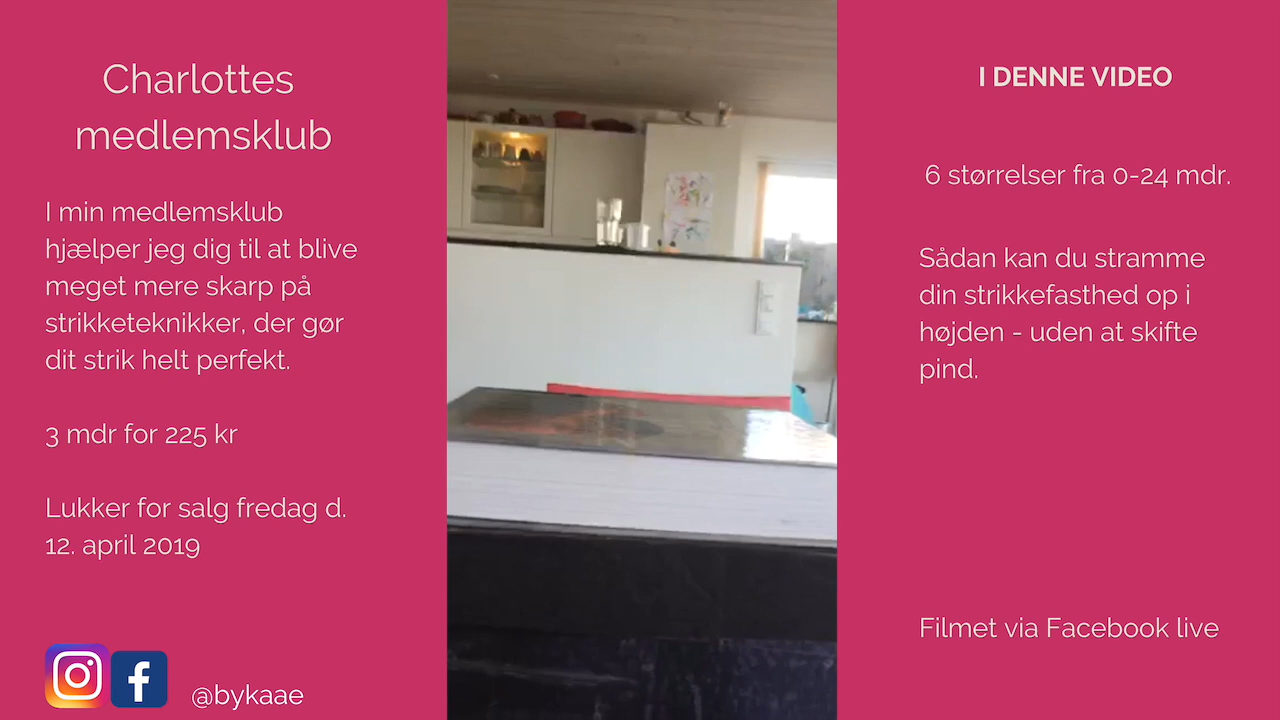 Charlottes
medlemsklub
I min medlemsklub
hjælper jeg dig til at blive
meget mere skarp på
strikketeknikker, der gør
dit strik helt perfekt.
3 mdr for 225 kr
Lukker for salg fredag d.
12. april 2019
@bykaae
I DENNE VIDEO
6 størrelser fra 0-24 mdr.
Sådan kan du stramme
din strikkefasthed op i
højden - uden at skifte
pind.
Filmet via Facebook live